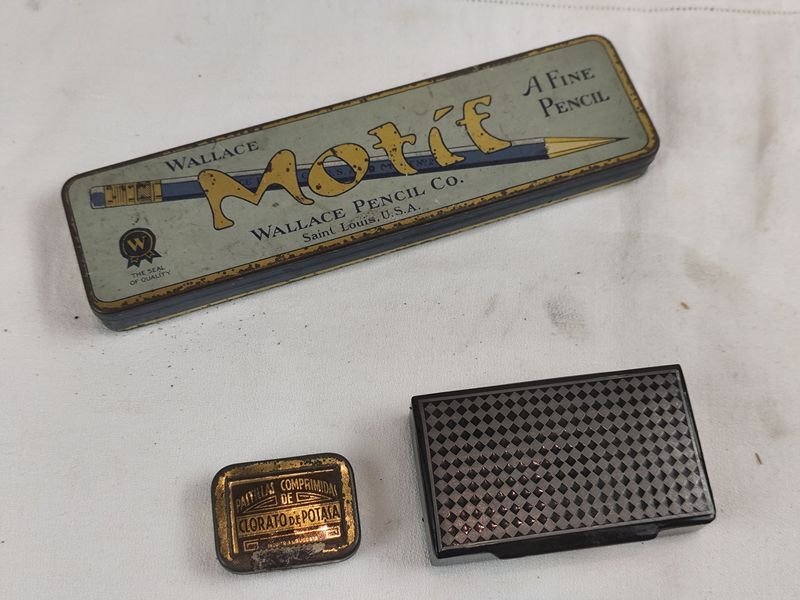 WALLACE
Motif
A FINE
PENCIL
WALLACE PENCIL CO.
Saint Louis, U.S.A.
W
THE SEAL
OF QUALITY
PASTILLAS COMPRIMIDAS
DE
CLORATO DE POTASA